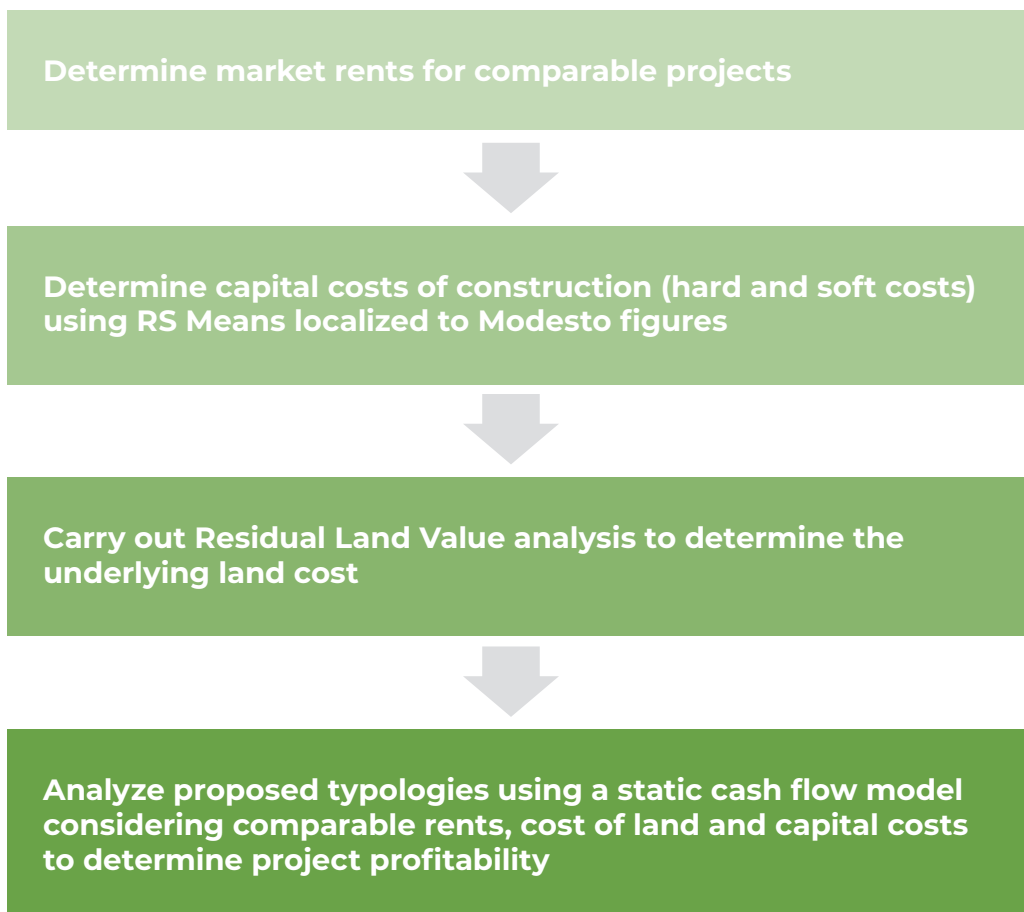 Determine market rents for comparable projects
Determine capital costs of construction (hard and soft costs)
using RS Means localized to Modesto figures
Carry out Residual Land Value analysis to determine the
underlying land cost
Analyze proposed typologies using a static cash flow model
considering comparable rents, cost of land and capital costs
to determine project profitability